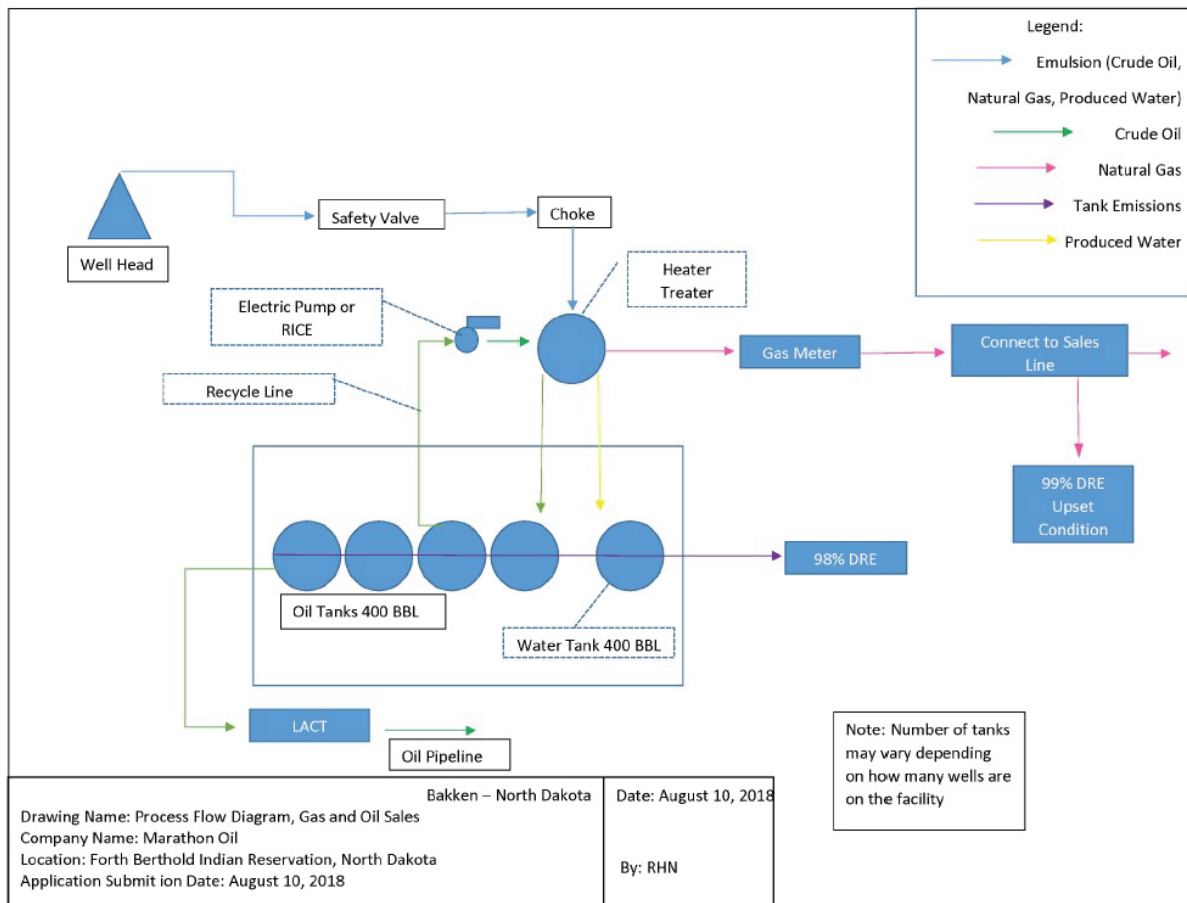 Legend:
Emulsion (Crude Oil,
Natural Gas, Produced Water)
Crude Oil
Natural Gas
Tank Emissions
Produced Water
Safety Valve
Choke
Well Head
Heater
Treater
Electric Pump or
RICE
Gas Meter
Connect to Sales
Line
Recycle Line
99% DRE
Upset
Condition
98% DRE
Oil Tanks 400 BBL
Water Tank 400 BBL
LACT
Oil Pipeline
Note: Number of tanks
may vary depending
on how many wells are
on the facility
Bakken – North Dakota
Drawing Name: Process Flow Diagram, Gas and Oil Sales
Company Name: Marathon Oil
Location: Forth Berthold Indian Reservation, North Dakota
Application Submit ion Date: August 10, 2018
Date: August 10, 2018
By: RHN